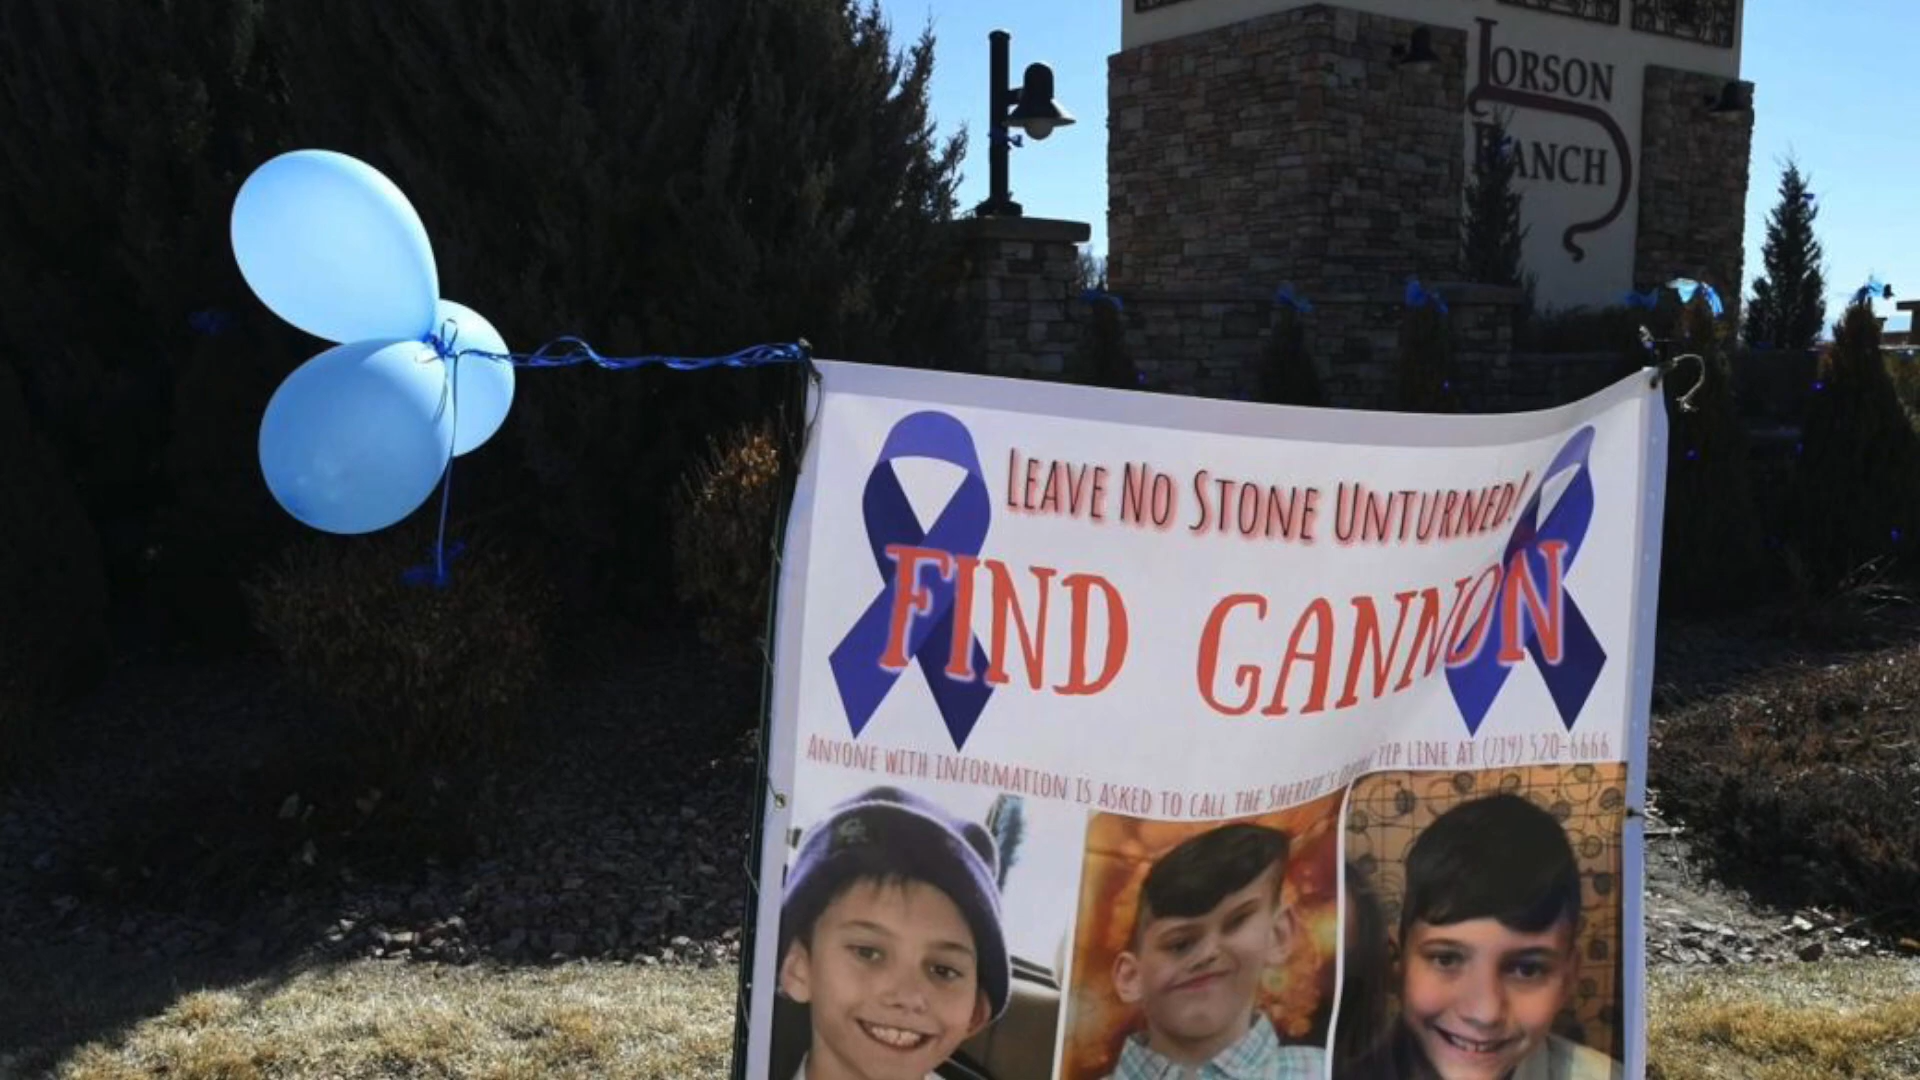 LORSON
RANCH
LEAVE NO STONE UNTURNED!
FIND GANNON
ANYONE WITH INFORMATION IS ASKED TO CALL THE SHERIFF'S TIP LINE AT (719) 520-6666